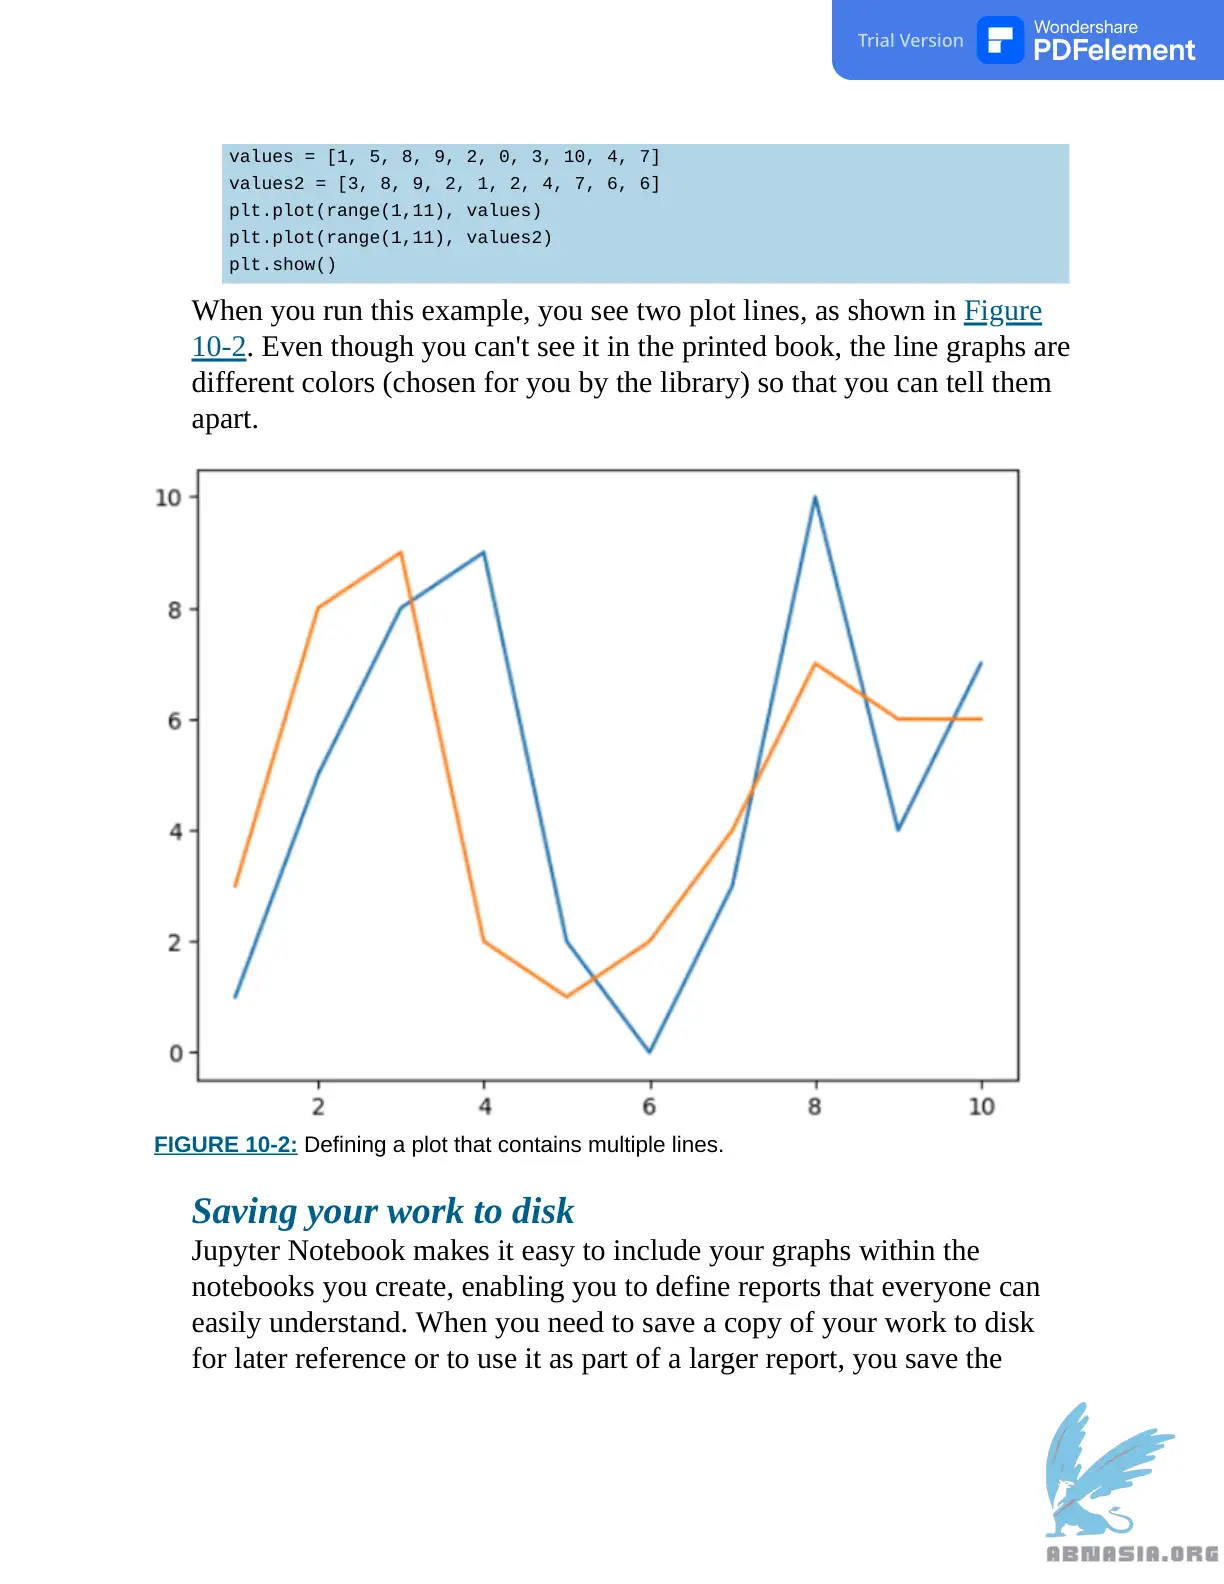 Trial Version
Wondershare
PDFelement
values = [1, 5, 8, 9, 2, 0, 3, 10, 4, 7]
values2 = [3, 8, 9, 2, 1, 2, 4, 7, 6, 6]
plt.plot(range(1,11), values)
plt.plot(range(1,11), values2)
plt.show()
When you run this example, you see two plot lines, as shown in Figure
10-2. Even though you can't see it in the printed book, the line graphs are
different colors (chosen for you by the library) so that you can tell them
apart.
10
8
6
4
2
0
2 4 6 8 10
FIGURE 10-2: Defining a plot that contains multiple lines.
Saving your work to disk
Jupyter Notebook makes it easy to include your graphs within the
notebooks you create, enabling you to define reports that everyone can
easily understand. When you need to save a copy of your work to disk
for later reference or to use it as part of a larger report, you save the
ABNASIA.ORG